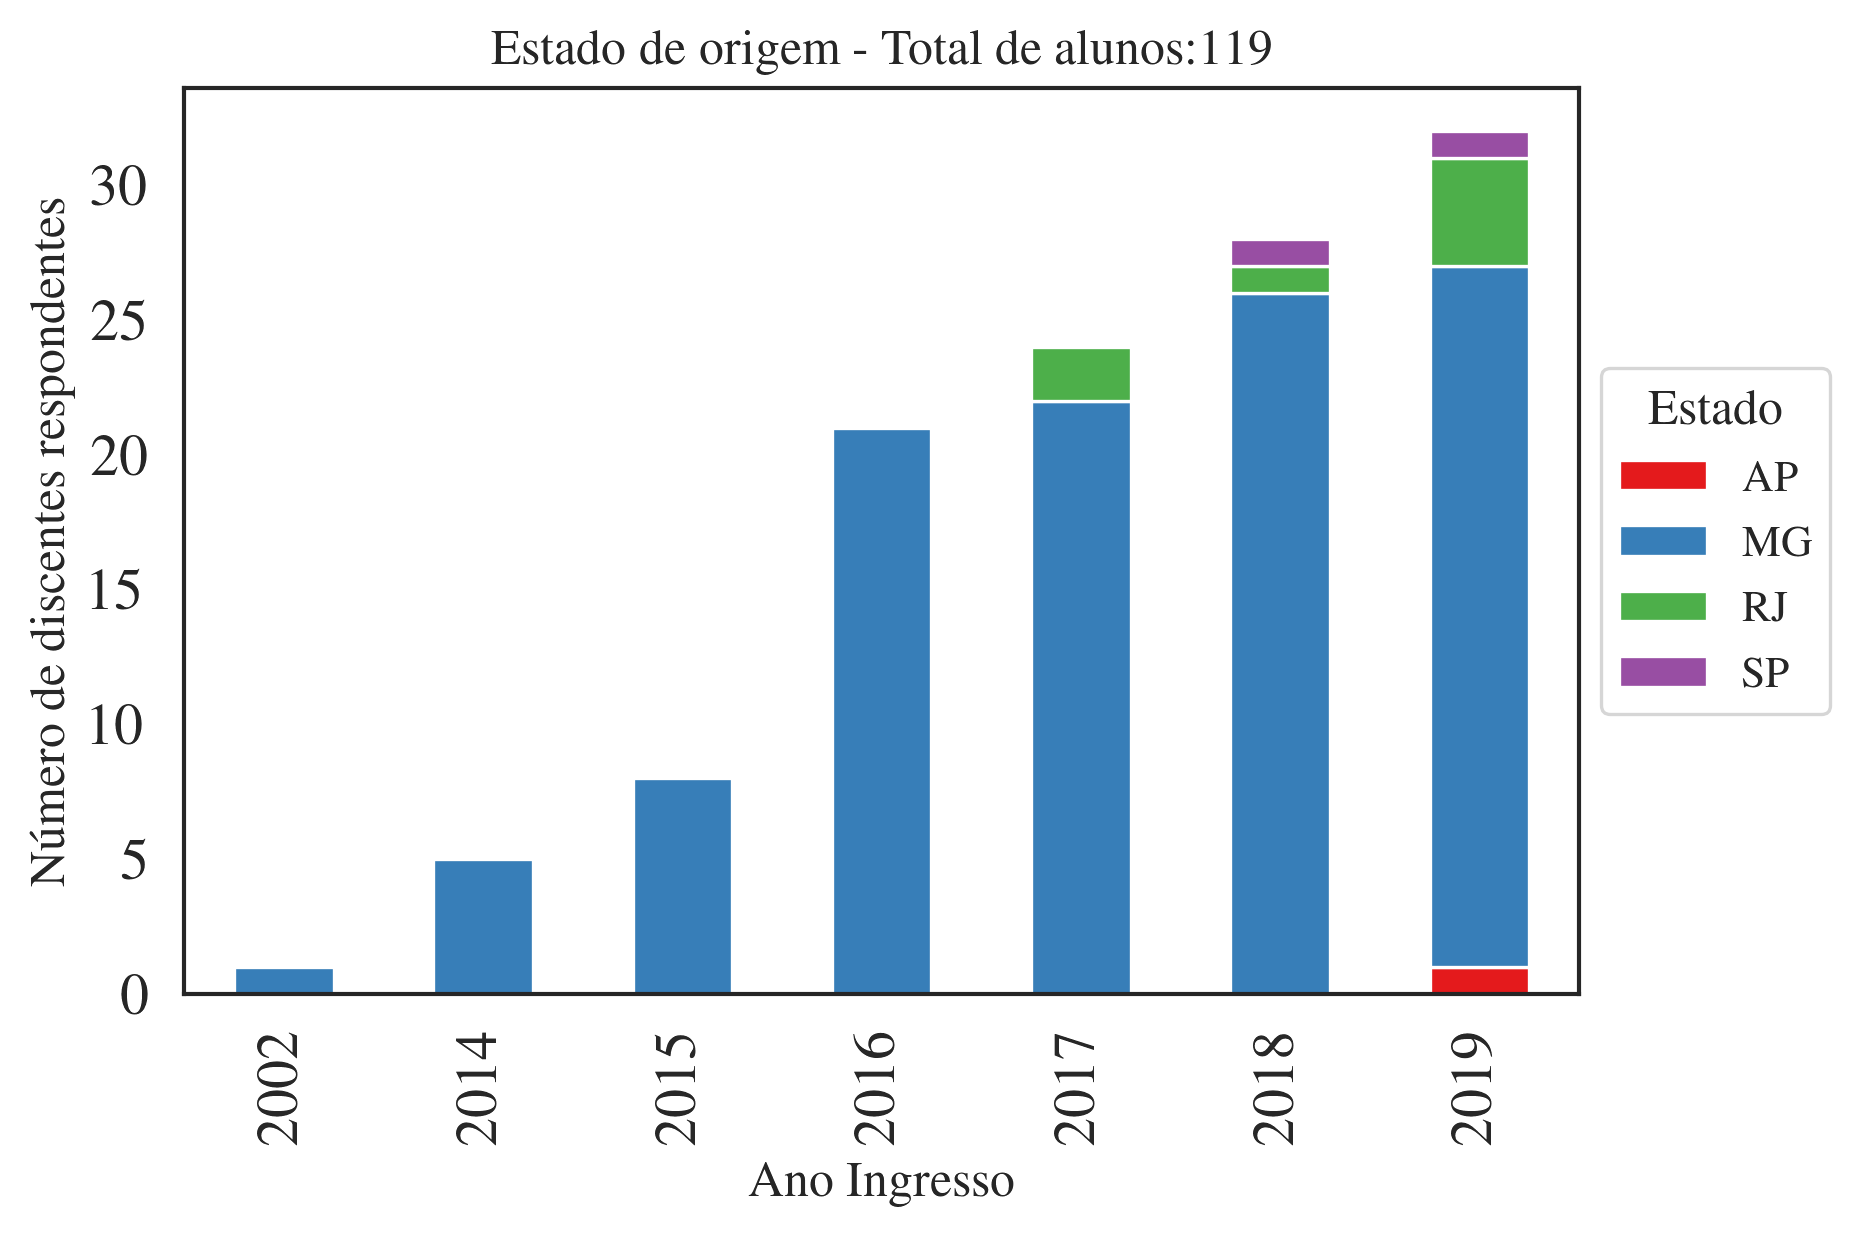 Estado de origem - Total de alunos:119
Número de discentes respondentes
30
25
20
15
10
5
0
2002
2014
2015
2016
2017
2018
2019
Ano Ingresso
Estado
AP
MG
RJ
SP